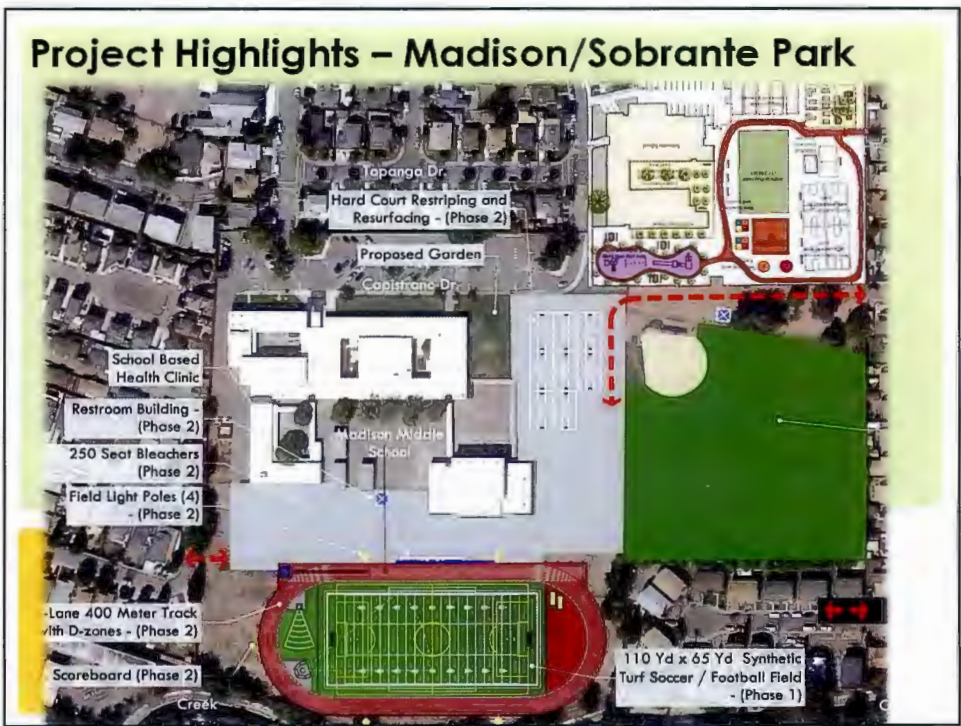 Project Highlights – Madison/Sobrante Park
Topanga Dr.
Hard Court Restriping and
Resurfacing - (Phase 2)
Proposed Garden
Capistrano Dr
School Based
Health Clinic
Restroom Building -
(Phase 2)
Madison Middle
School
250 Seat Bleachers
(Phase 2)
Field Light Poles (4)
- (Phase 2)
-Lane 400 Meter Track
with D-zones - (Phase 2)
Scoreboard (Phase 2)
110 Yd x 65 Yd Synthetic
Turf Soccer / Football Field
- (Phase 1)
Creek